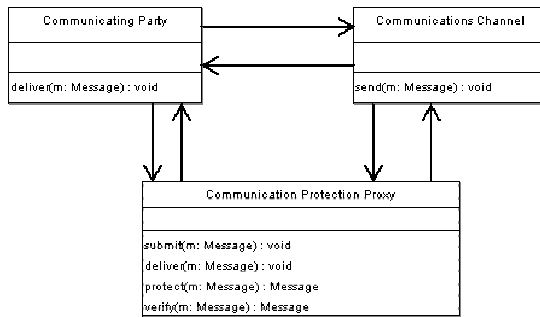 Communicating Party
Communications Channel
deliver(m: Message) : void
send(m: Message) : void
Communication Protection Proxy
submit(m: Message) : void
deliver(m: Message) : void
protect(m: Message) : Message
verify(m: Message) : Message